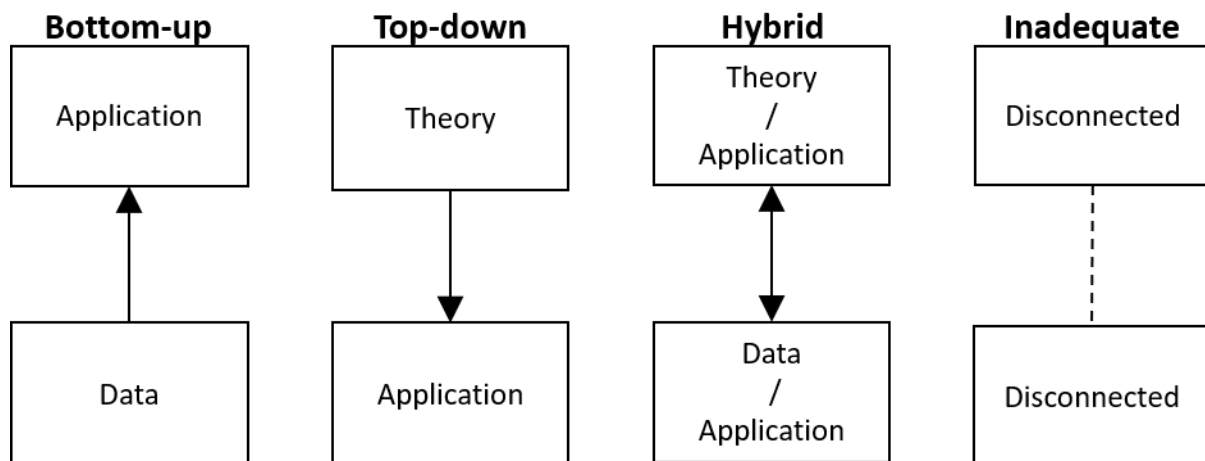 Bottom-up
Application
Data
Top-down
Theory
Application
Hybrid
Theory
/
Application
Data
/
Application
Inadequate
Disconnected
Disconnected